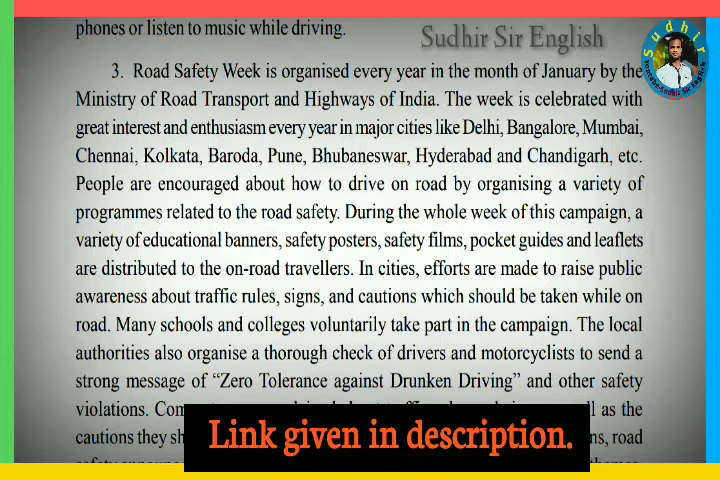 phones or listen to music while driving.
Sudhir Sir English
Sudhir
Youtube-Sudhir Sir English
3. Road Safety Week is organised every year in the month of January by the
Ministry of Road Transport and Highways of India. The week is celebrated with
great interest and enthusiasm every year in major cities like Delhi, Bangalore, Mumbai,
Chennai, Kolkata, Baroda, Pune, Bhubaneswar, Hyderabad and Chandigarh, etc.
People are encouraged about how to drive on road by organising a variety of
programmes related to the road safety. During the whole week of this campaign, a
variety of educational banners, safety posters, safety films, pocket guides and leaflets
are distributed to the on-road travellers. In cities, efforts are made to raise public
awareness about traffic rules, signs, and cautions which should be taken while on
road. Many schools and colleges voluntarily take part in the campaign. The local
authorities also organise a thorough check of drivers and motorcyclists to send a
strong message of “Zero Tolerance against Drunken Driving” and other safety
violations. as the
cautions they road
Link given in description.